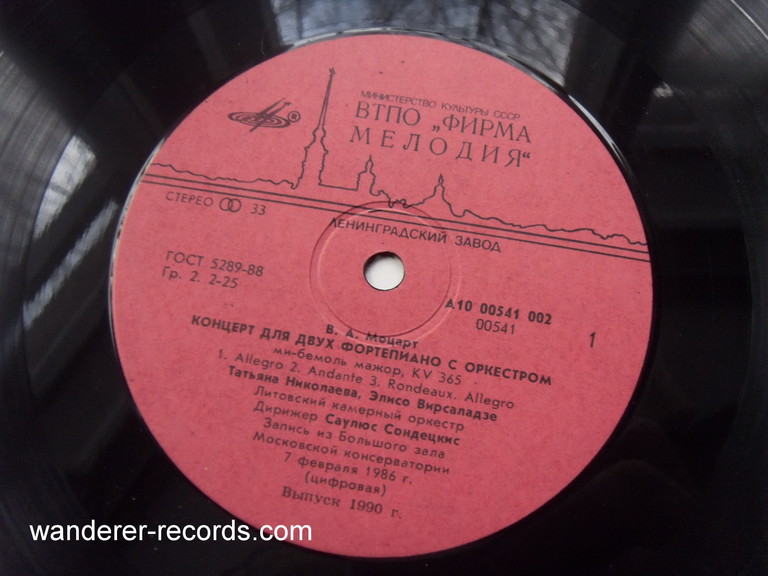 МИНИСТЕРСТВО КУЛЬТУРЫ СССР
ВТПО „ФИРМА
МЕЛОДИЯ“
®
СТЕРЕО 33
ЛЕНИНГРАДСКИЙ ЗАВОД
ГОСТ 5289-88
Гр. 2. 2-25
А10 00541 002
00541
1
В. А. Моцарт
КОНЦЕРТ ДЛЯ ДВУХ ФОРТЕПИАНО С ОРКЕСТРОМ
ми-бемоль мажор, KV 365
1. Allegro 2. Andante 3. Rondeaux. Allegro
Татьяна Николаева, Элисо Вирсаладзе
Литовский камерный оркестр
Дирижер Саулюс Сондецкис
Запись из Большого зала
Московской консерватории
7 февраля 1986 г.
(цифровая)
Выпуск 1990 г.
wanderer-records.com